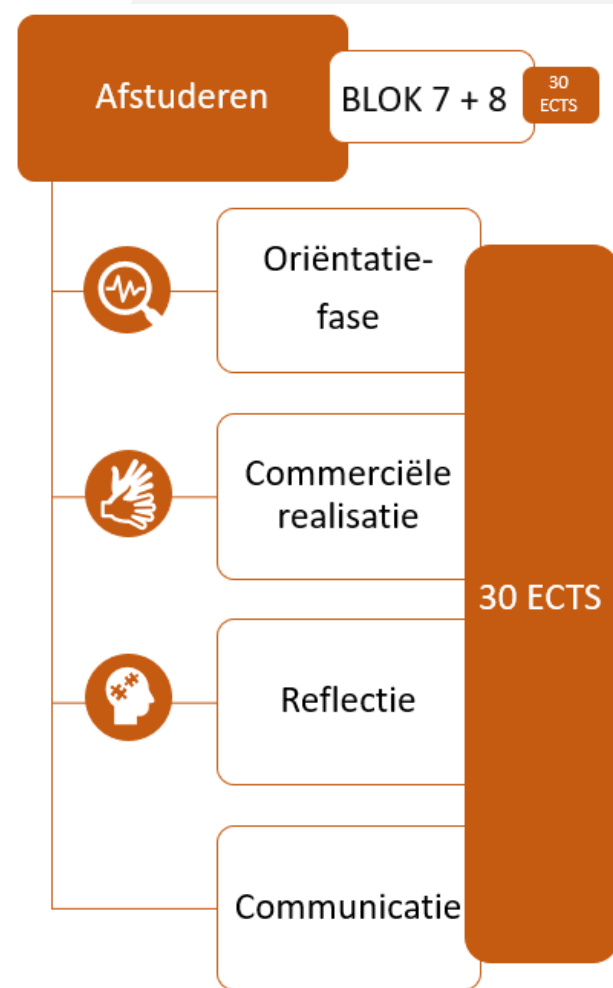 Afstuderen
BLOK 7 + 8
30
ECTS
Oriëntatie-
fase
Commerciële
realisatie
Reflectie
Communicatie
30 ECTS